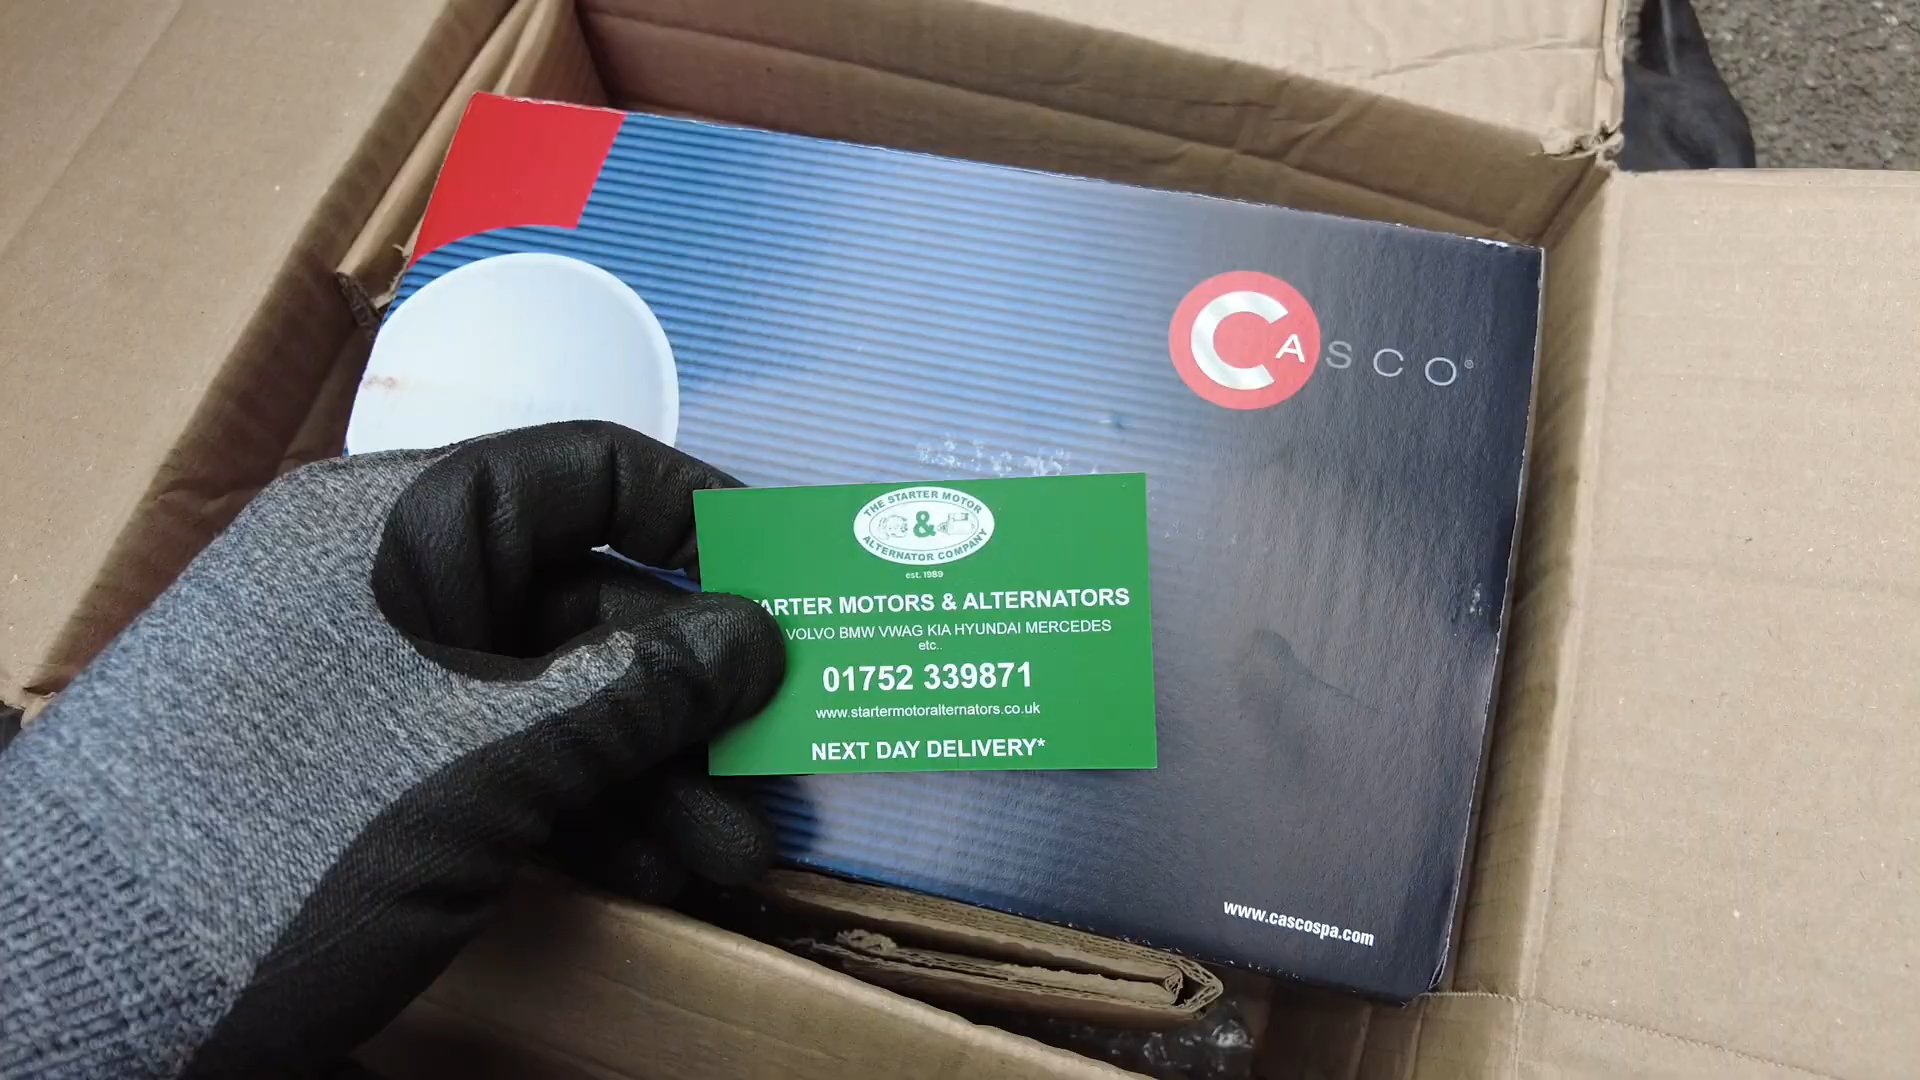 CASCO®
THE STARTER MOTOR
&
ALTERNATOR COMPANY
est. 1989
TARTER MOTORS & ALTERNATORS
VOLVO BMW VWAG KIA HYUNDAI MERCEDES
etc..
01752 339871
www.startermotoralternators.co.uk
NEXT DAY DELIVERY*
www.cascospa.com